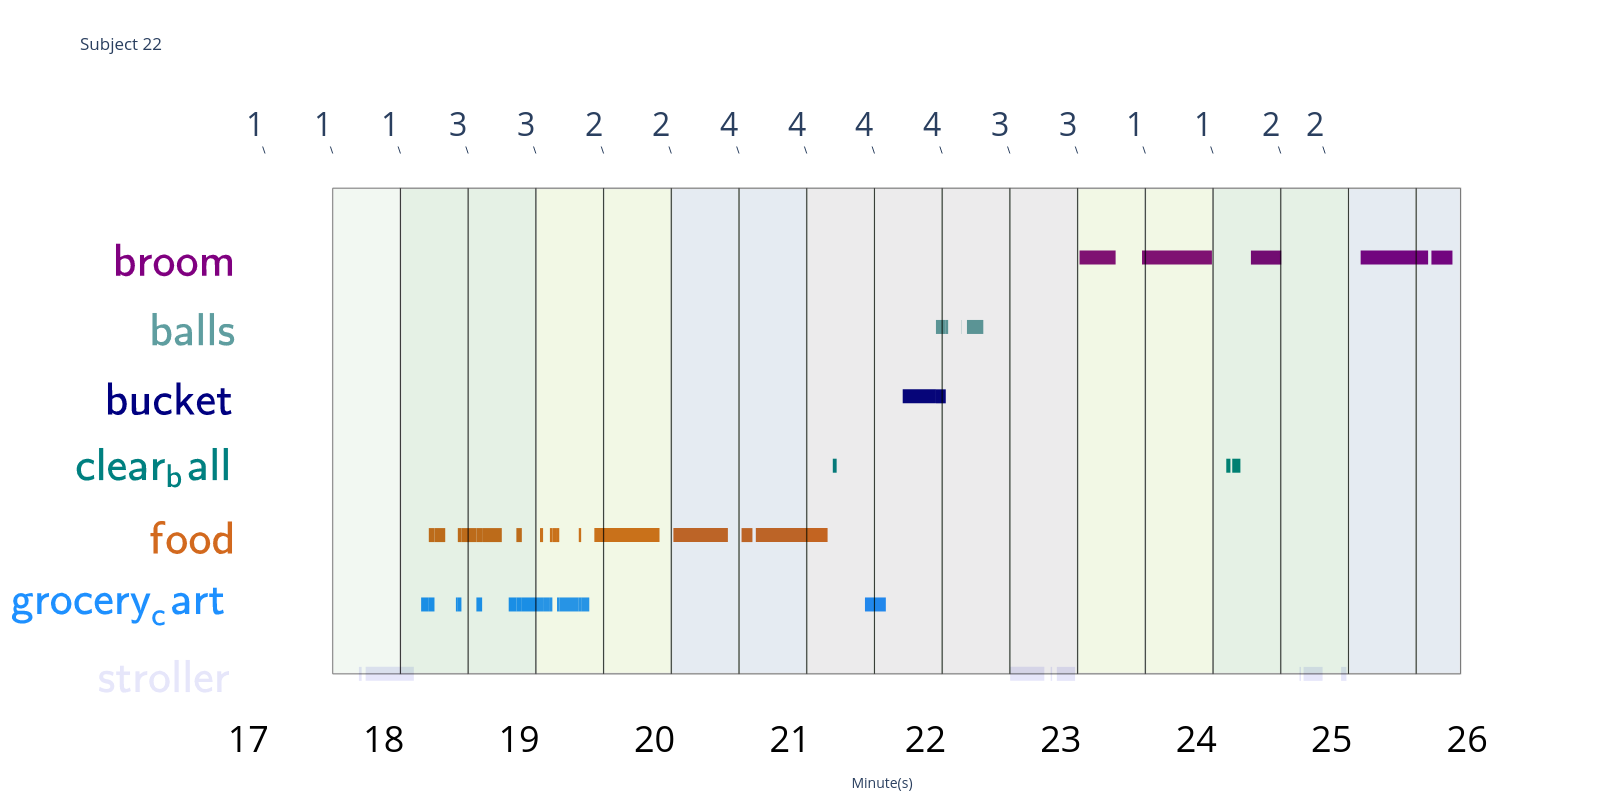 Subject 22
1 1 1 3 3 2 2 4 4 4 4 3 3 1 1 2 2
broom
balls
bucket
clear_b all
food
grocery_c art
stroller
17 18 19 20 21 22 23 24 25 26
Minute(s)